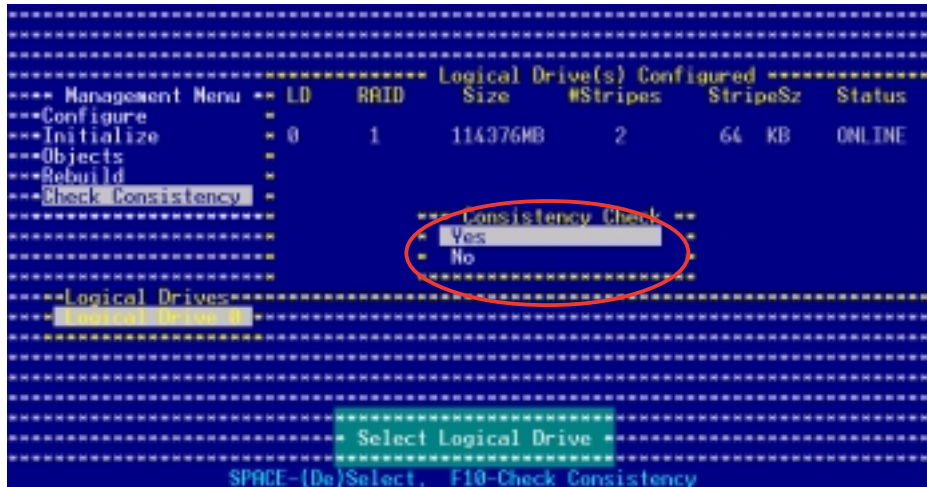 Logical Drive(s) Configured
Management Menu
LD RAID Size #Stripes StripeSz Status
Configure
Initialize
0 1 114376MB 2 64 KB ONLINE
Objects
Rebuild
Check Consistency
Consistency Check
Yes
No
Logical Drives
Logical Drive 0
Select Logical Drive
SPACE-(De)Select, F10-Check Consistency